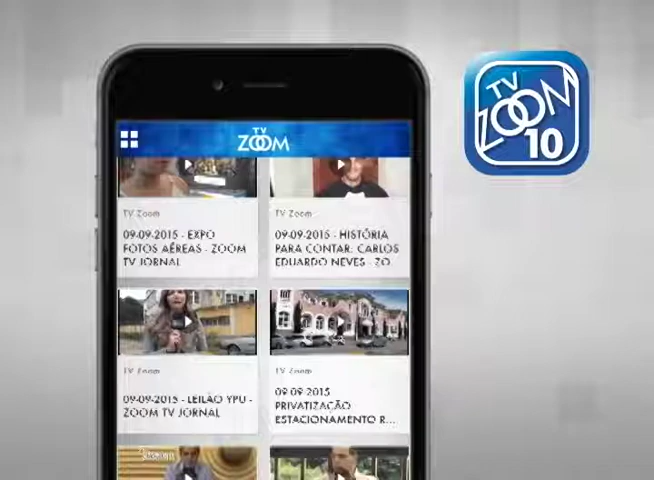 TV
ZOOM
TV
ZOOM
10
TV Zoom
09-09-2015 - EXPO
FOTOS AÉREAS - ZOOM
TV JORNAL
TV Zoom
09-09-2015 - HISTÓRIA
PARA CONTAR: CARLOS
EDUARDO NEVES - ZO
TV Zoom
09-09-2015 - LEILÃO YPU -
ZOOM TV JORNAL
TV Zoom
09-09-2015
PRIVATIZAÇÃO
ESTACIONAMENTO R...